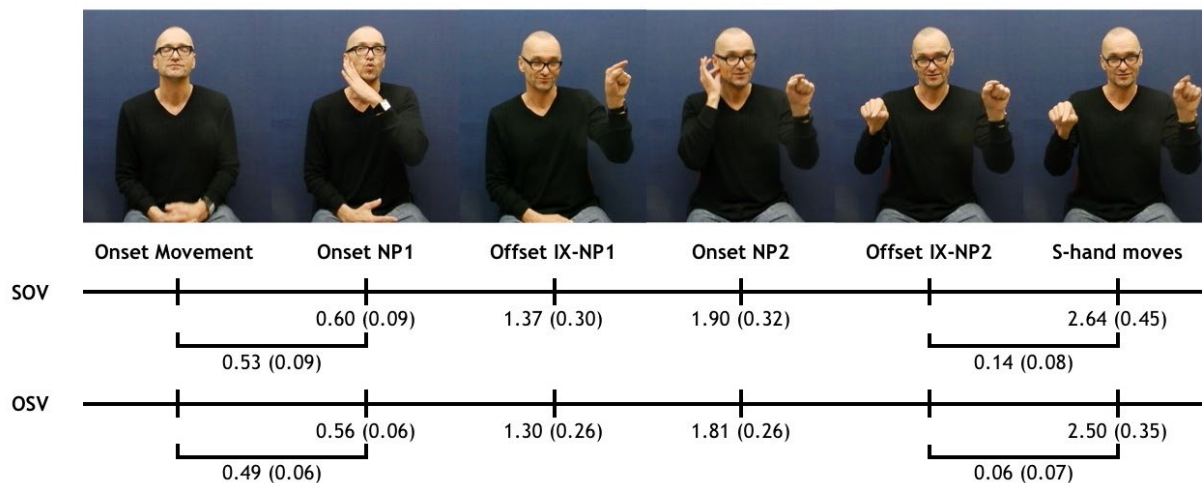 Onset Movement Onset NP1 Offset IX-NP1 Onset NP2 Offset IX-NP2 S-hand moves
SOV
0.60 (0.09) 1.37 (0.30) 1.90 (0.32) 2.64 (0.45)
0.53 (0.09) 0.14 (0.08)
OSV
0.56 (0.06) 1.30 (0.26) 1.81 (0.26) 2.50 (0.35)
0.49 (0.06) 0.06 (0.07)